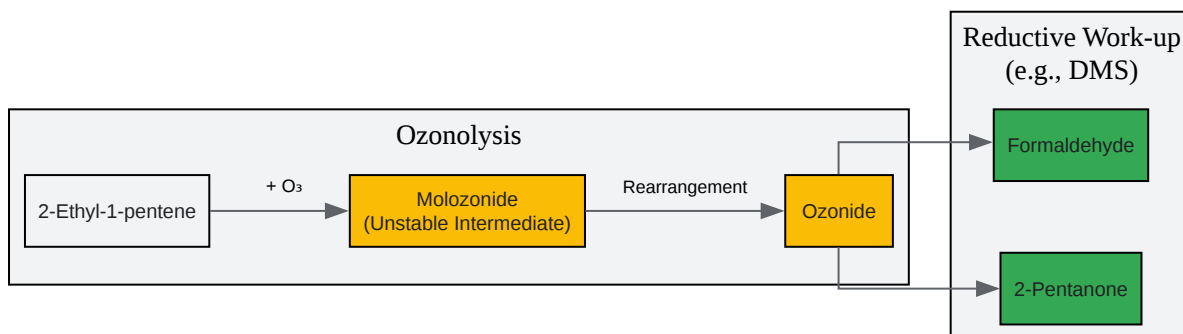 Reductive Work-up
(e.g., DMS)
Ozonolysis
2-Ethyl-1-pentene
+ O₃
Molozonide
(Unstable Intermediate)
Rearrangement
Ozonide
Formaldehyde
2-Pentanone